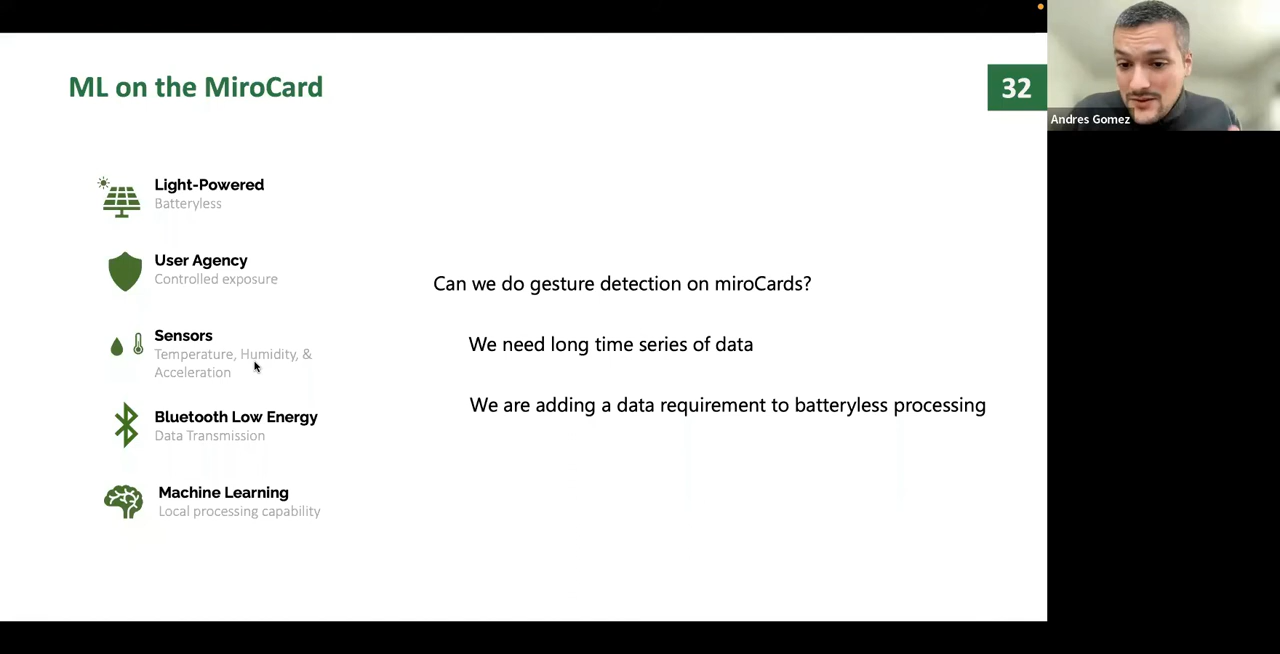 ML on the MiroCard
32
Andres Gomez
Light-Powered
Batteryless
User Agency
Controlled exposure
Sensors
Temperature, Humidity, &
Acceleration
Bluetooth Low Energy
Data Transmission
Machine Learning
Local processing capability
Can we do gesture detection on miroCards?
We need long time series of data
We are adding a data requirement to batteryless processing